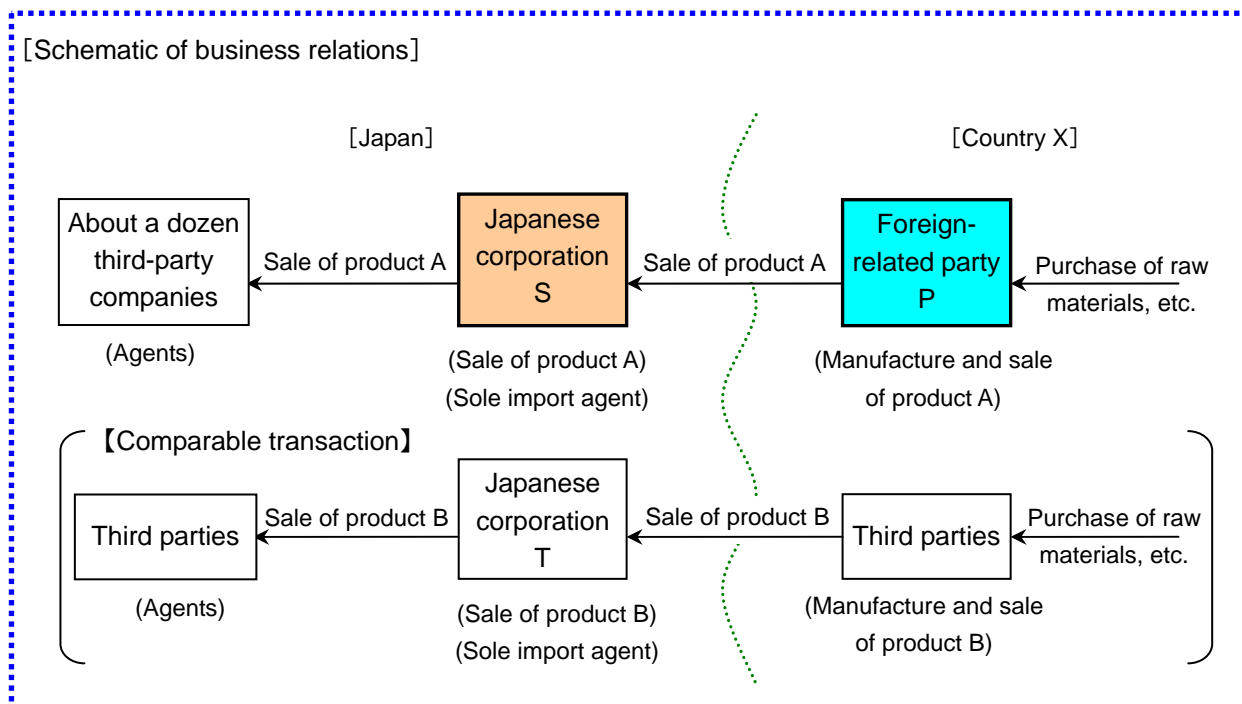 ［Schematic of business relations］
［Japan］
［Country X］
About a dozen
third-party
companies
(Agents)
Sale of product A
Japanese
corporation
S
(Sale of product A)
(Sole import agent)
Sale of product A
Foreign-
related party
P
(Manufacture and sale
of product A)
Purchase of raw
materials, etc.
【Comparable transaction】
Third parties
(Agents)
Sale of product B
Japanese
corporation
T
(Sale of product B)
(Sole import agent)
Sale of product B
Third parties
(Manufacture and sale
of product B)
Purchase of raw
materials, etc.